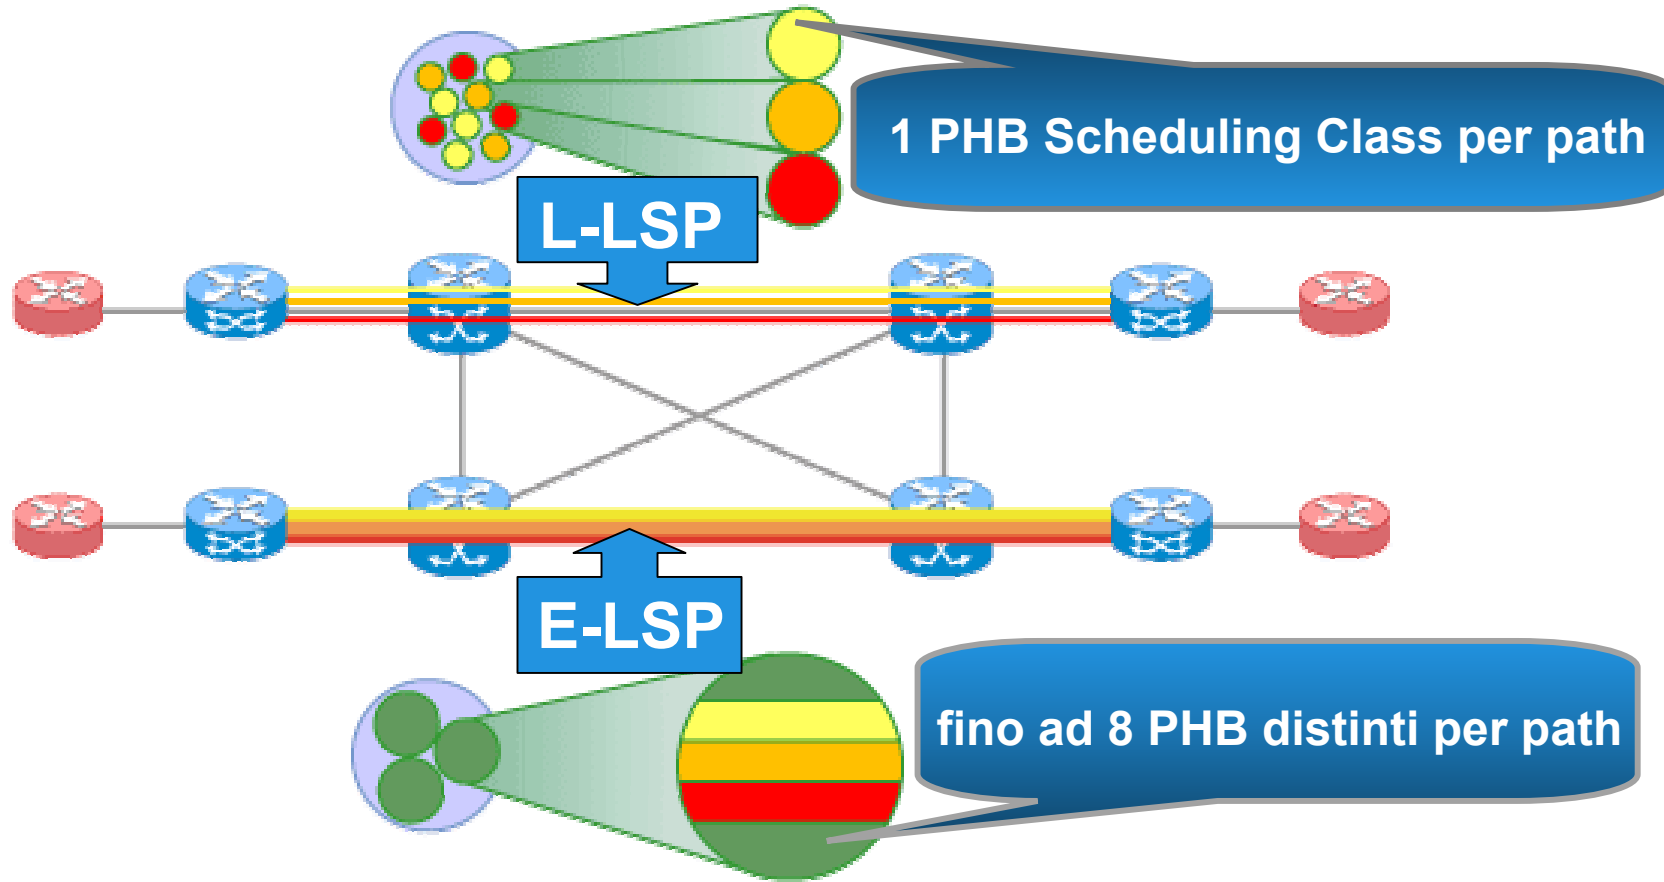 1 PHB Scheduling Class per path
L-LSP
E-LSP
fino ad 8 PHB distinti per path